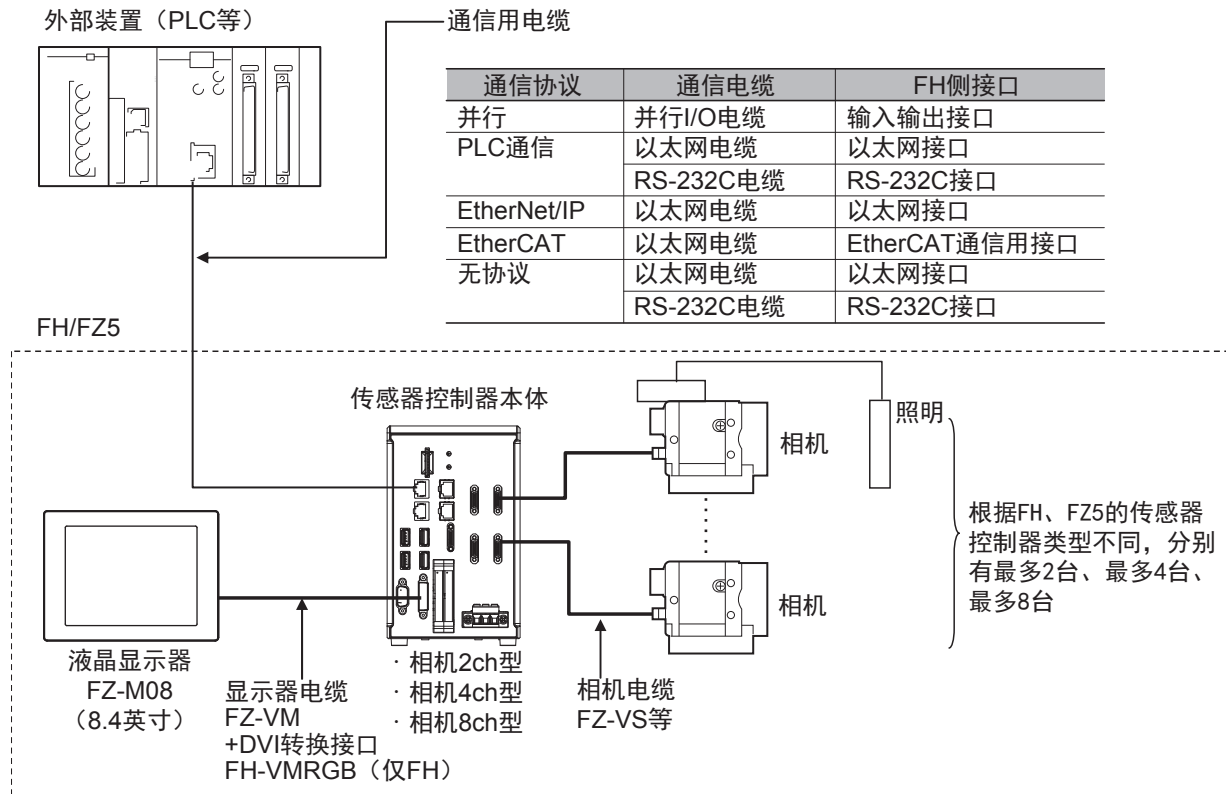 外部装置（PLC等）
通信用电缆
通信协议 通信电缆 FH侧接口
并行 并行I/O电缆 输入输出接口
PLC通信 以太网电缆 以太网接口
RS-232C电缆 RS-232C接口
EtherNet/IP 以太网电缆 以太网接口
EtherCAT 以太网电缆 EtherCAT通信用接口
无协议 以太网电缆 以太网接口
RS-232C电缆 RS-232C接口
FH/FZ5
传感器控制器本体
照明
相机
根据FH、FZ5的传感器
控制器类型不同，分别
有最多2台、最多4台、
最多8台
相机
液晶显示器
FZ-M08
（8.4英寸）
显示器电缆
FZ-VM
+DVI转换接口
FH-VMRGB（仅FH）
· 相机2ch型
· 相机4ch型
· 相机8ch型
相机电缆
FZ-VS等